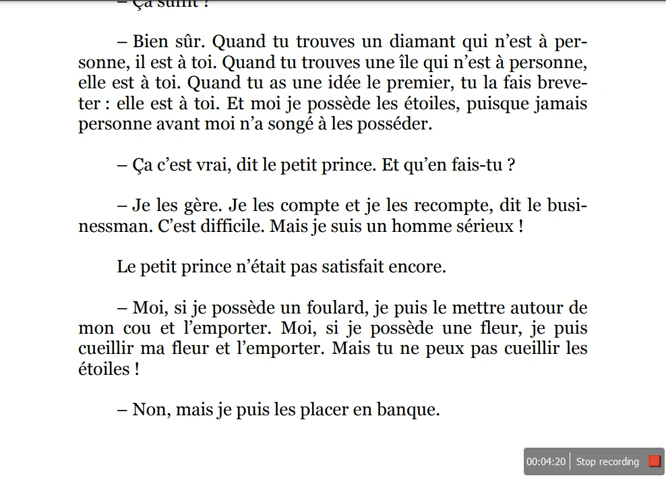 – Ça suffit ?
– Bien sûr. Quand tu trouves un diamant qui n’est à per-
sonne, il est à toi. Quand tu trouves une île qui n’est à personne,
elle est à toi. Quand tu as une idée le premier, tu la fais breve-
ter : elle est à toi. Et moi je possède les étoiles, puisque jamais
personne avant moi n’a songé à les posséder.
– Ça c’est vrai, dit le petit prince. Et qu’en fais-tu ?
– Je les gère. Je les compte et je les recompte, dit le busi-
nessman. C’est difficile. Mais je suis un homme sérieux !
Le petit prince n’était pas satisfait encore.
– Moi, si je possède un foulard, je puis le mettre autour de
mon cou et l’emporter. Moi, si je possède une fleur, je puis
cueillir ma fleur et l’emporter. Mais tu ne peux pas cueillir les
étoiles !
– Non, mais je puis les placer en banque.
00:04:20 Stop recording